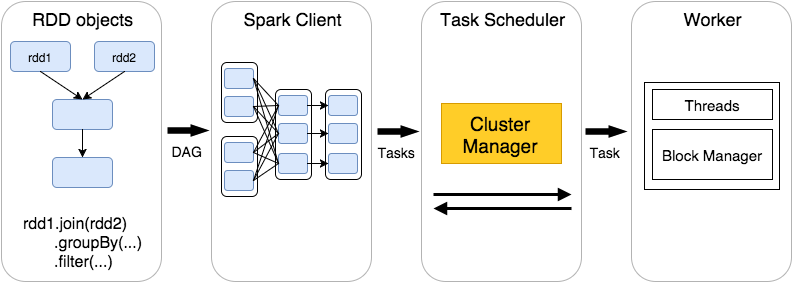 RDD objects
rdd1
rdd2
rdd1.join(rdd2)
.groupBy(...)
.filter(...)
DAG
Spark Client
Tasks
Task Scheduler
Cluster
Manager
Task
Worker
Threads
Block Manager